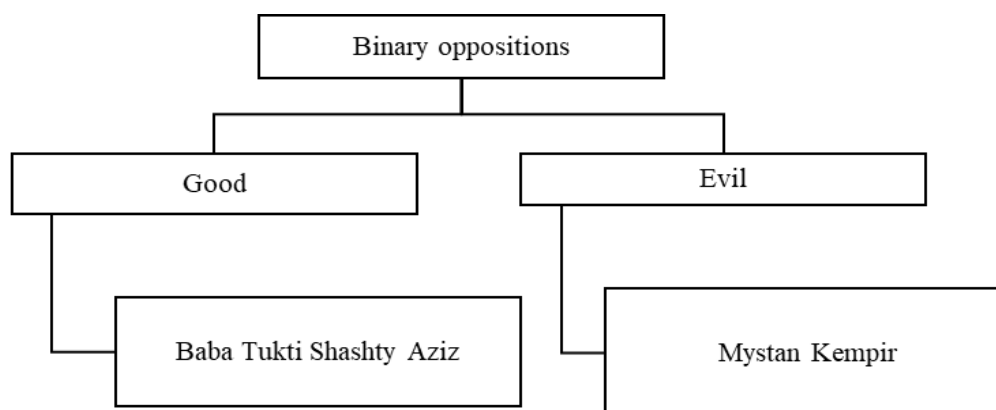 Binary oppositions
Good
Evil
Baba Tukti Shashty Aziz
Mystan Kempir